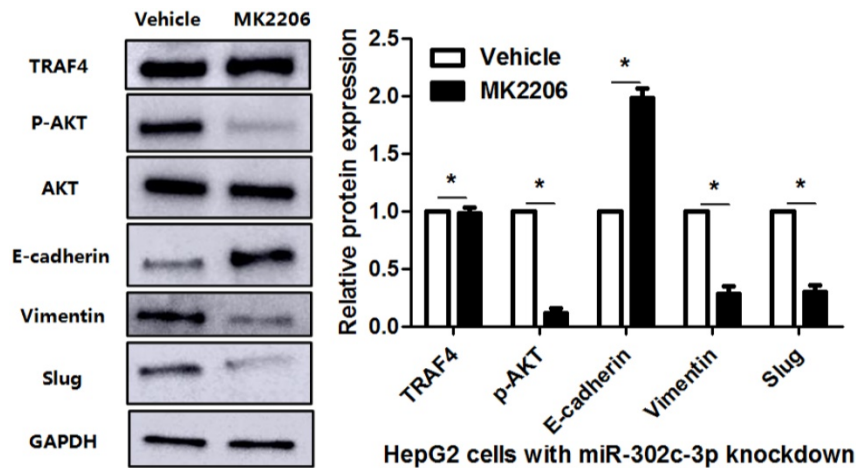 Vehicle MK2206
TRAF4
P-AKT
AKT
E-cadherin
Vimentin
Slug
GAPDH
Relative protein expression
2.5
2.0
1.5
1.0
0.5
0.0
Vehicle
MK2206
*
*
*
*
*
TRAF4
p-AKT
E-cadherin
Vimentin
Slug
HepG2 cells with miR-302c-3p knockdown